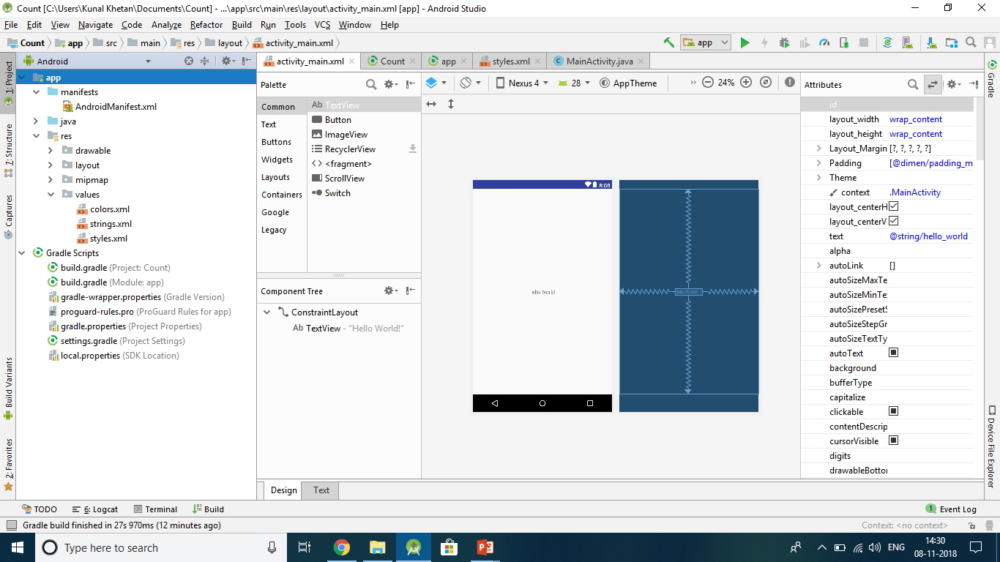 Count [C:\Users\Kunal Khetan\Documents\Count] - ...\app\src\main\res\layout\activity_main.xml [app] - Android Studio
File Edit View Navigate Code Analyze Refactor Build Run Tools VCS Window Help
Count app src main res layout activity_main.xml app
1: Project
7: Structure
Captures
Build Variants
2: Favorites
Android
app
manifests
AndroidManifest.xml
java
res
drawable
layout
mipmap
values
colors.xml
strings.xml
styles.xml
Gradle Scripts
build.gradle (Project: Count)
build.gradle (Module: app)
gradle-wrapper.properties (Gradle Version)
proguard-rules.pro (ProGuard Rules for app)
gradle.properties (Project Properties)
settings.gradle (Project Settings)
local.properties (SDK Location)
activity_main.xml Count app styles.xml MainActivity.java
Palette
Common
Text
Buttons
Widgets
Layouts
Containers
Google
Legacy
Ab TextView
Button
ImageView
RecyclerView
<fragment>
ScrollView
Switch
Component Tree
ConstraintLayout
Ab TextView - "Hello World!"
Nexus 4 28 AppTheme » 24%
8:00
ello World
Hello World!
Attributes
id
layout_width wrap_content
layout_height wrap_content
Layout_Margin [?, ?, ?, ?, ?]
Padding [@dimen/padding_m
Theme
context .MainActivity
layout_centerH
layout_centerV
text @string/hello_world
alpha
autoLink []
autoSizeMaxTe
autoSizeMinTe
autoSizePresetS
autoSizeStepGr
autoSizeTextTy
autoText
background
bufferType
capitalize
clickable
contentDescrip
cursorVisible
digits
drawableBotto
Gradle
Device File Explorer
Design Text
TODO 6: Logcat Terminal Build 1 Event Log
Gradle build finished in 27s 970ms (12 minutes ago) Context: <no context>
Type here to search ENG 14:30
08-11-2018